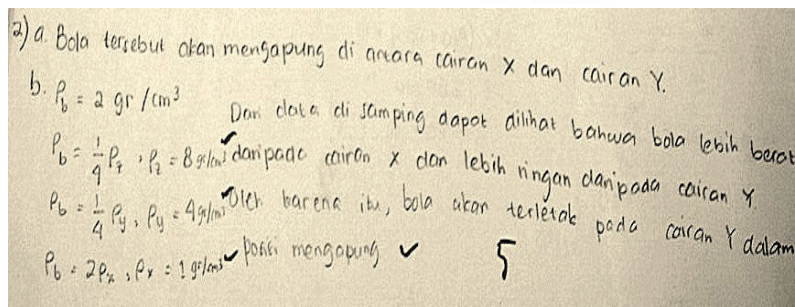 2) a. Bola tersebut akan mengapung di antara cairan X dan cairan Y.
b. ρb = 2 gr/cm³ Dari data di samping dapat dilihat bahwa bola lebih berat
ρb = 1/4 ρz, ρz = 8 gr/cm³ ✓ daripada cairan X dan lebih ringan daripada cairan Y.
ρb = 1/4 ρy, ρy = 4 gr/cm³ Oleh karena itu, bola akan terletak pada cairan Y dalam
ρb = 2ρx, ρx = 1 gr/cm³ ✓ posisi mengapung ✓ 5